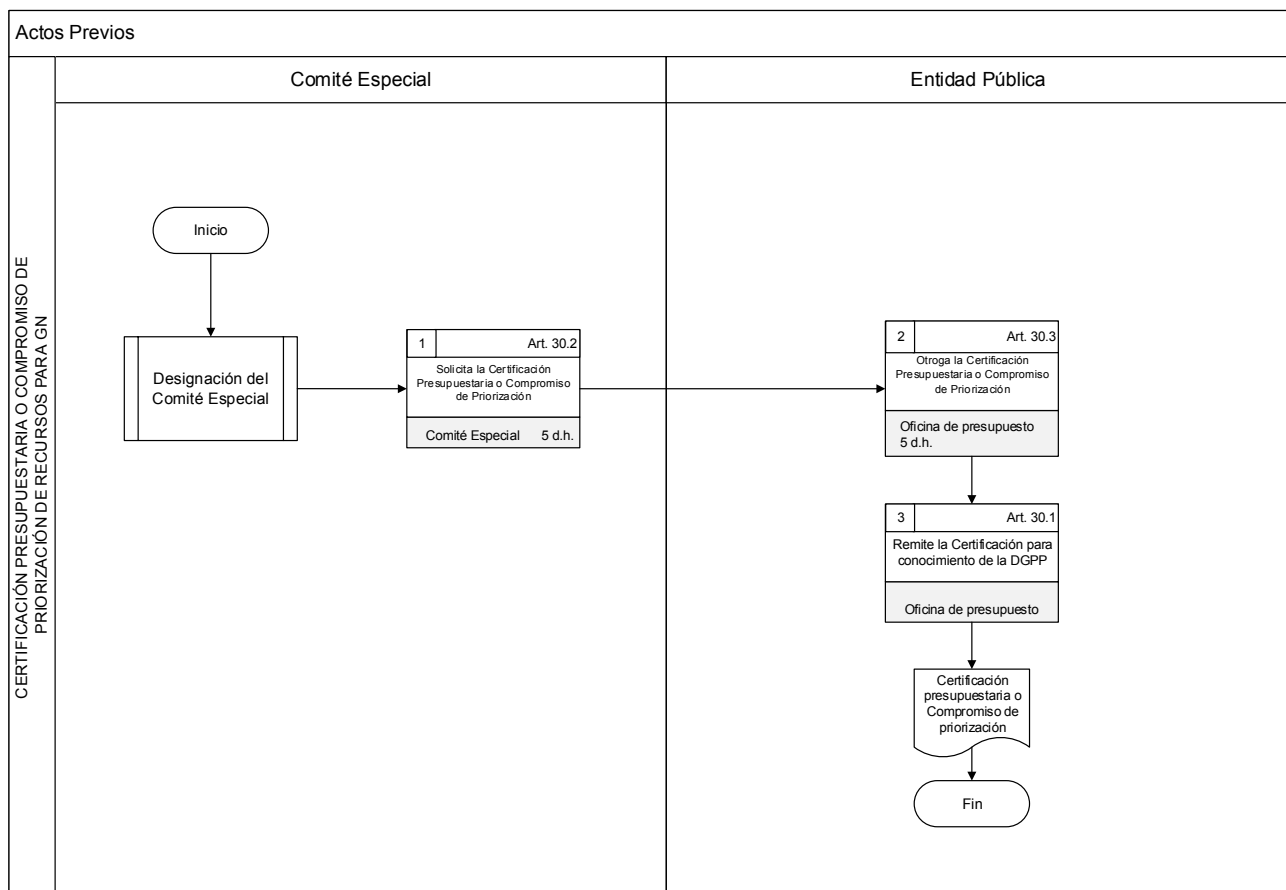 Actos Previos
Comité Especial
Entidad Pública
CERTIFICACIÓN PRESUPUESTARIA O COMPROMISO DE
PRIORIZACIÓN DE RECURSOS PARA GN
Inicio
Designación del
Comité Especial
1
Art. 30.2
Solicita la Certificación
Presupuestaria o Compromiso
de Priorización
Comité Especial 5 d.h.
2
Art. 30.3
Otroga la Certificación
Presupuestaria o Compromiso
de Priorización
Oficina de presupuesto
5 d.h.
3
Art. 30.1
Remite la Certificación para
conocimiento de la DGPP
Oficina de presupuesto
Certificación
presupuestaria o
Compromiso de
priorización
Fin